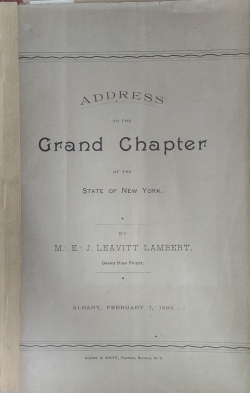 ADDRESS
TO THE
Grand Chapter
OF THE
STATE OF NEW YORK,
BY
M. E. J. LEAVITT LAMBERT,
GRAND HIGH PRIEST.
ALBANY, FEBRUARY 7,